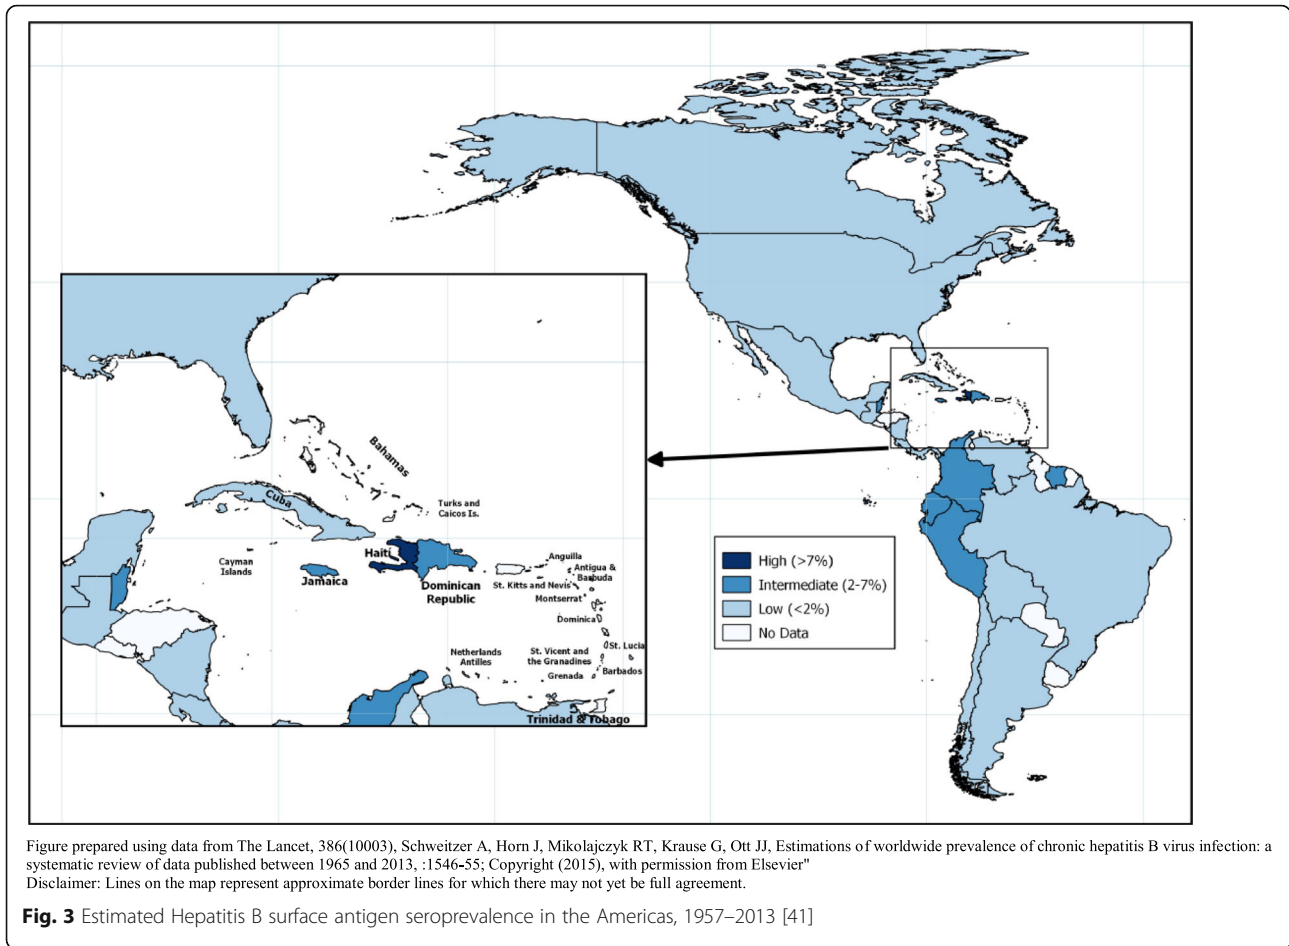 Bahamas
Cuba
Turks and
Caicos Is.
Cayman
Islands
Haití
Jamaica
Dominican
Republic
Anguilla
Antigua &
Barbuda
St. Kitts and Nevis
Montserrat
Dominica
St. Lucia
St. Vicent and
the Granadines
Netherlands
Antilles
Grenada
Barbados
Trinidad & Tobago
High (>7%)
Intermediate (2-7%)
Low (<2%)
No Data
Figure prepared using data from The Lancet, 386(10003), Schweitzer A, Horn J, Mikolajczyk RT, Krause G, Ott JJ, Estimations of worldwide prevalence of chronic hepatitis B virus infection: a
systematic review of data published between 1965 and 2013, :1546-55; Copyright (2015), with permission from Elsevier"
Disclaimer: Lines on the map represent approximate border lines for which there may not yet be full agreement.
Fig. 3 Estimated Hepatitis B surface antigen seroprevalence in the Americas, 1957–2013 [41]